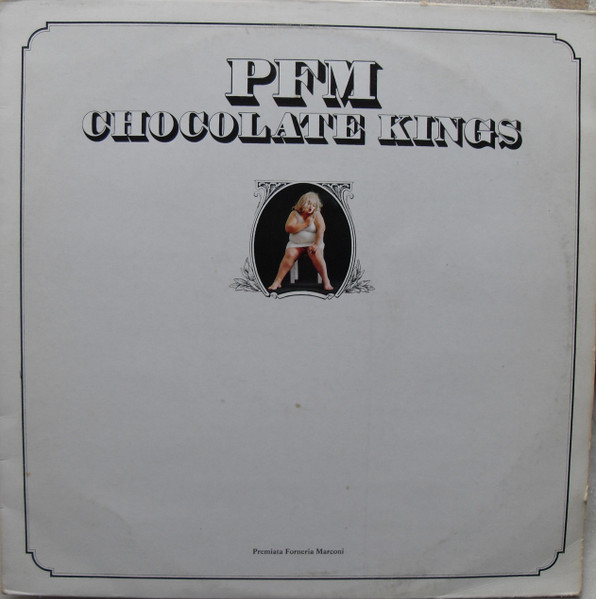 PFM
CHOCOLATE KINGS
Premiata Forneria Marconi